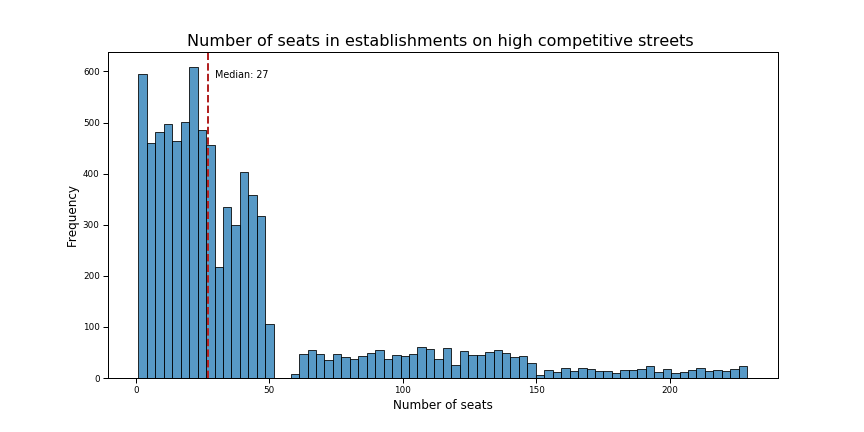 Number of seats in establishments on high competitive streets
Median: 27
600
500
400
300
200
100
0
Frequency
0 50 100 150 200
Number of seats